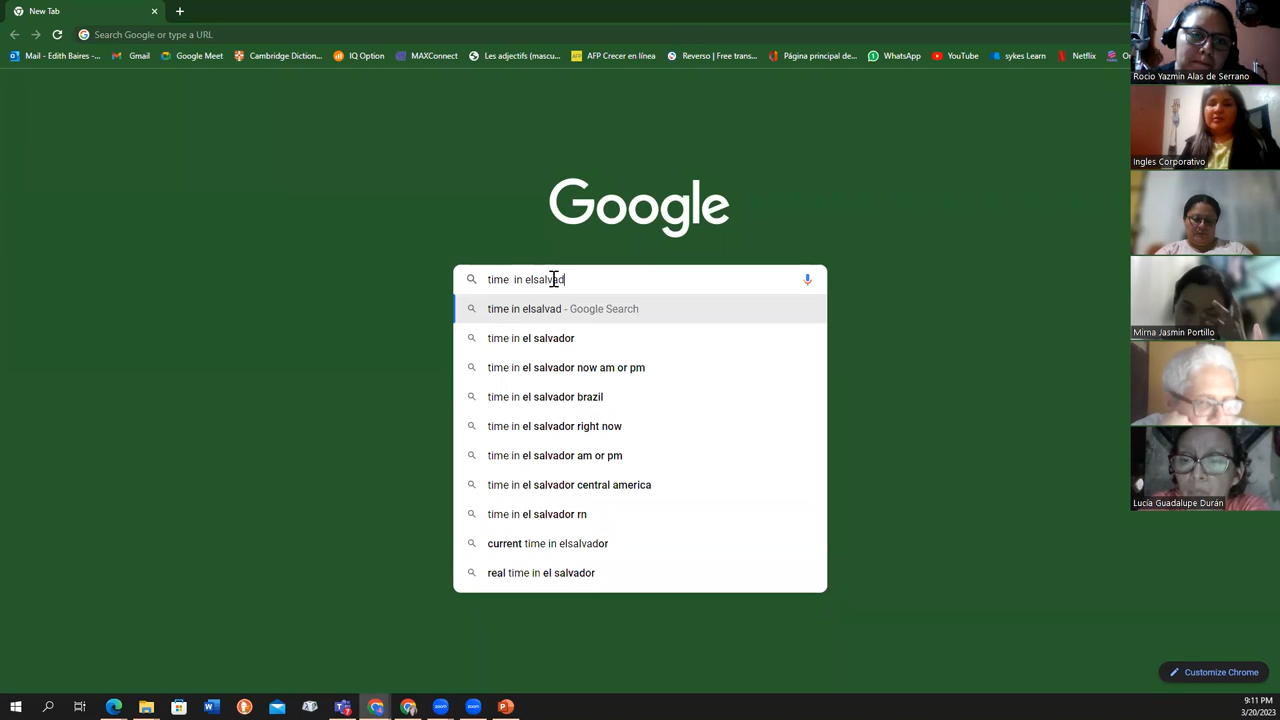 New Tab
Search Google or type a URL
Mail - Edith Baires -... Gmail Google Meet Cambridge Diction... IQ Option MAXConnect Les adjectifs (mascu... AFP Crecer en línea Reverso | Free trans... Página principal de... WhatsApp YouTube sykes Learn Netflix
Rocio Yazmin Alas de Serrano
Ingles Corporativo
Google
time  in elsalvad
time in elsalvad - Google Search
time in el salvador
time in el salvador now am or pm
time in el salvador brazil
time in el salvador right now
time in el salvador am or pm
time in el salvador central america
time in el salvador rn
current time in elsalvador
real time in el salvador
Mirna Jasmin Portillo
Lucía Guadalupe Durán
Customize Chrome
9:11 PM
3/20/2023